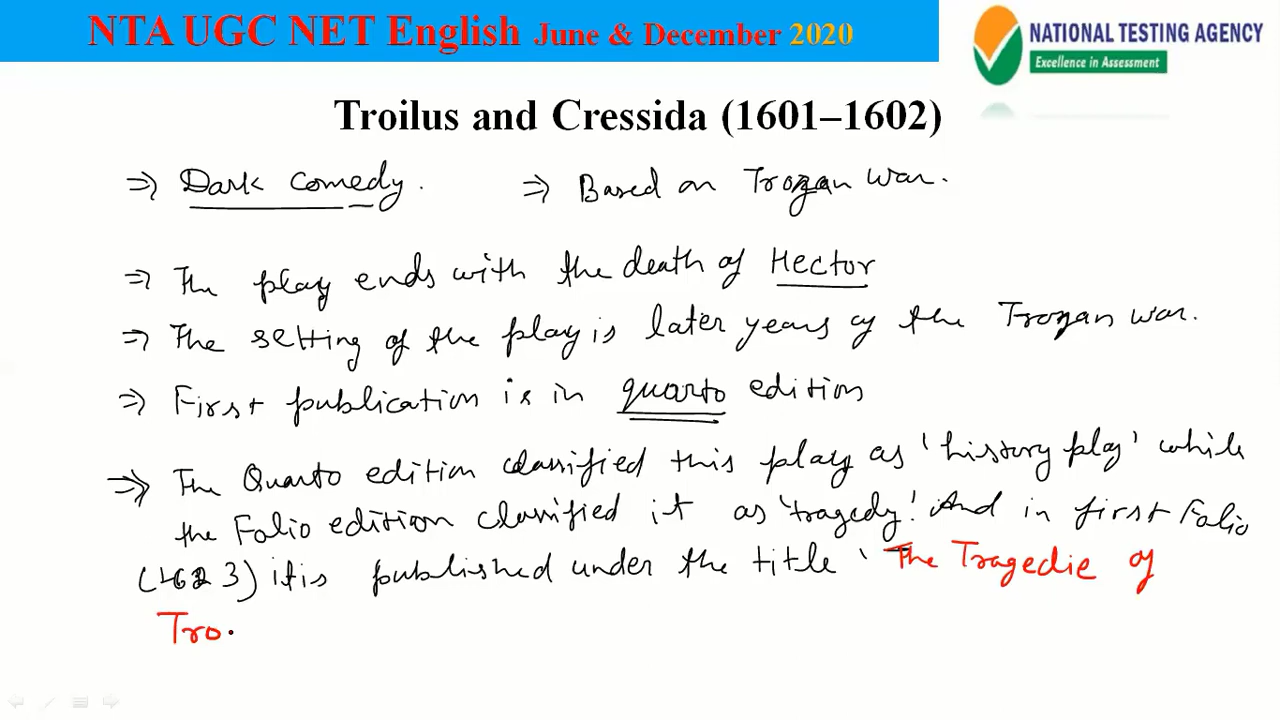 NTA UGC NET English June & December 2020
NATIONAL TESTING AGENCY
Excellence in Assessment
Troilus and Cressida (1601–1602)
⇒ Dark comedy. ⇒ Based on Trozan war.
⇒ The play ends with the death of Hector
⇒ The setting of the play is later years of the Trozan war.
⇒ First publication is in quarto edition
⇒ The Quarto edition classified this play as 'history play' while
the Folio edition classified it as 'tragedy'. And in first Folio
(1623) it is published under the title 'The Tragedie of
Tro